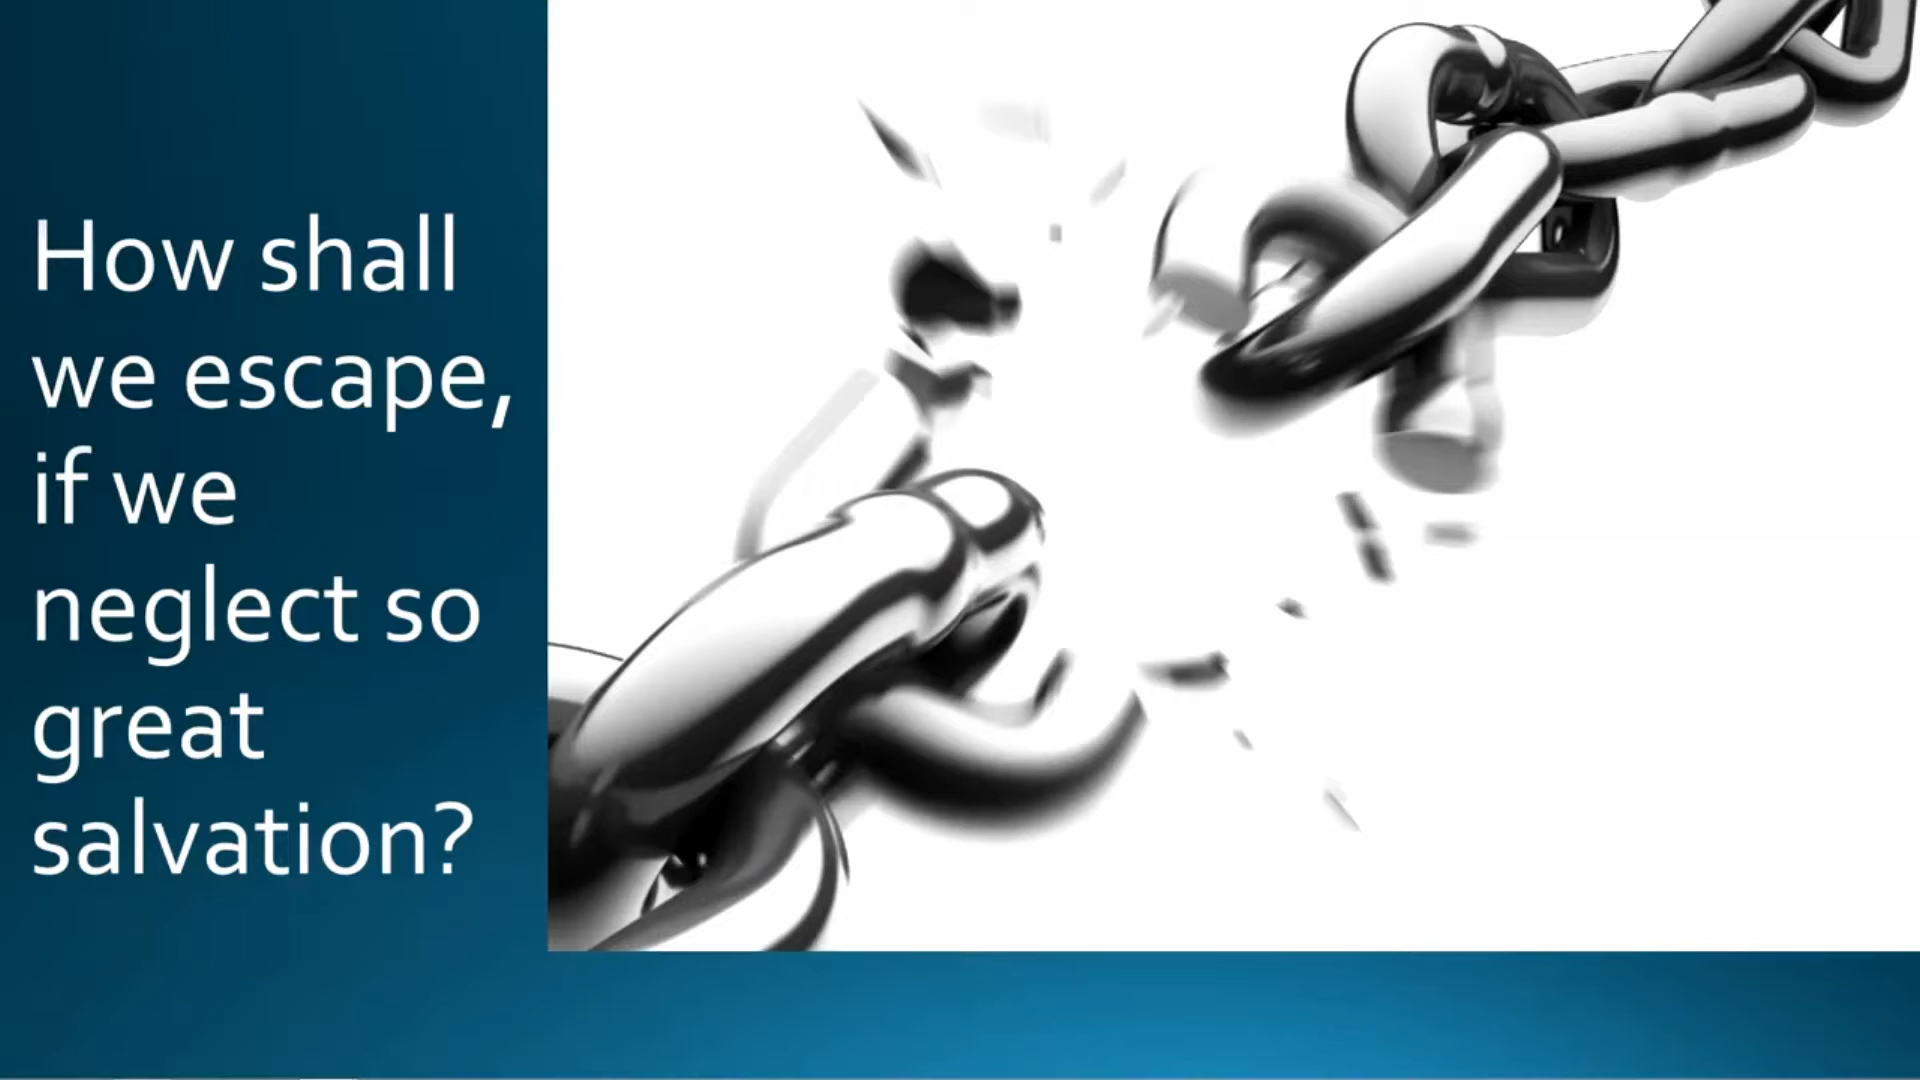 How shall
we escape,
if we
neglect so
great
salvation?